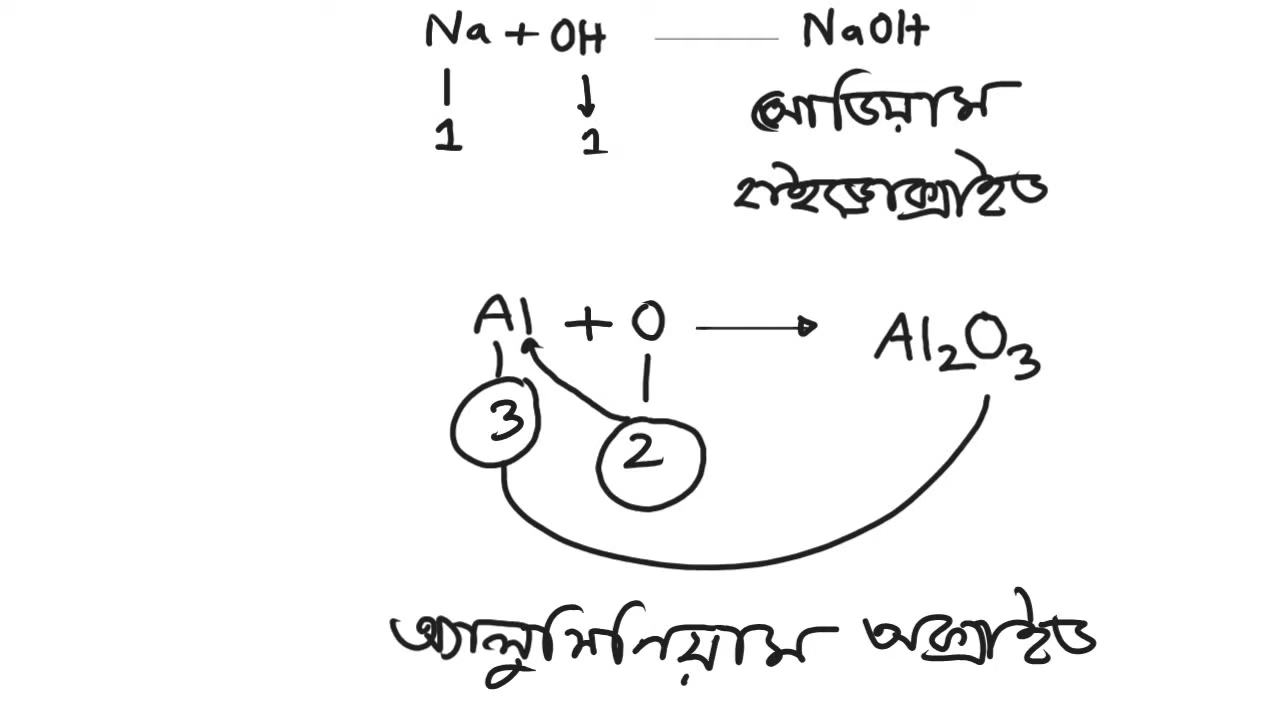 Na + OH —— NaOH
1 1 সোডিয়াম
হাইড্রোক্সাইড
Al + O → Al₂O₃
3 2
অ্যালুমিনিয়াম অক্সাইড